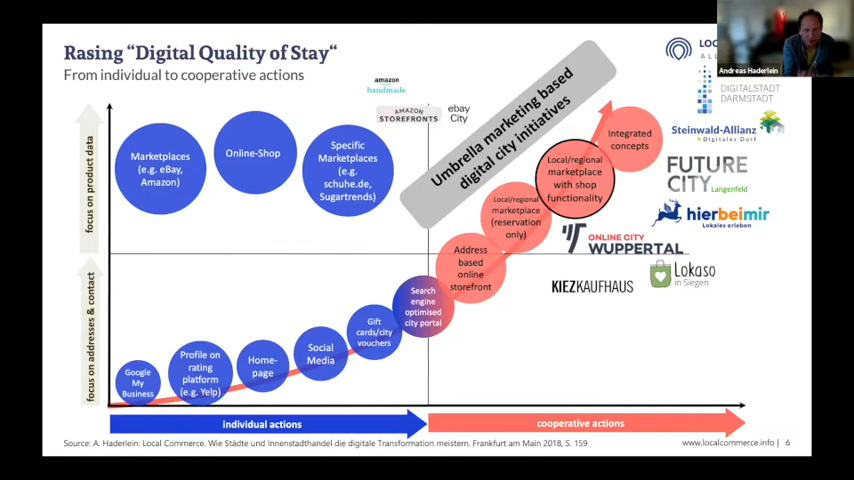 Rasing “Digital Quality of Stay“
From individual to cooperative actions
amazon
handmade
AMAZON
STOREFRONTS
ebay
City
Andreas Haderlein
DIGITALSTADT
DARMSTADT
Steinwald-Allianz
Digitales Dorf
FUTURE
CITY
Langenfeld
hierbeimir
Lokales erleben
ONLINE CITY
WUPPERTAL
KIEZKAUFHAUS
Lokaso
in Siegen
Umbrella marketing based
digital city initiatives
focus on product data
focus on addresses & contact
Marketplaces
(e.g. eBay,
Amazon)
Online-Shop
Specific
Marketplaces
(e.g.
schuhe.de,
Sugartrends)
Integrated
concepts
Local/regional
marketplace
with shop
functionality
Local/regional
marketplace
(reservation
only)
Address
based
online
storefront
Search
engine
optimised
city portal
Gift
cards/city
vouchers
Social
Media
Home-
page
Profile on
rating
platform
(e.g. Yelp)
Google
My
Business
individual actions
cooperative actions
Source: A. Haderlein: Local Commerce. Wie Städte und Innenstadthandel die digitale Transformation meistern. Frankfurt am Main 2018, S. 159
www.localcommerce.info | 6